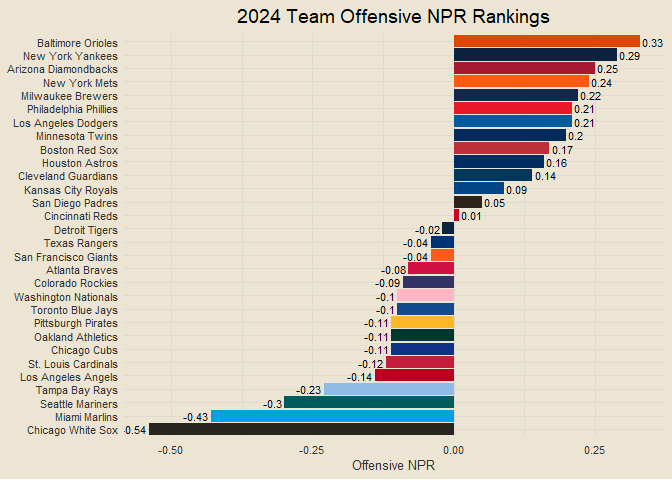 2024 Team Offensive NPR Rankings
Baltimore Orioles 0.33
New York Yankees 0.29
Arizona Diamondbacks 0.25
New York Mets 0.24
Milwaukee Brewers 0.22
Philadelphia Phillies 0.21
Los Angeles Dodgers 0.21
Minnesota Twins 0.2
Boston Red Sox 0.17
Houston Astros 0.16
Cleveland Guardians 0.14
Kansas City Royals 0.09
San Diego Padres 0.05
Cincinnati Reds 0.01
Detroit Tigers -0.02
Texas Rangers -0.04
San Francisco Giants -0.04
Atlanta Braves -0.08
Colorado Rockies -0.09
Washington Nationals -0.1
Toronto Blue Jays -0.1
Pittsburgh Pirates -0.11
Oakland Athletics -0.11
Chicago Cubs -0.11
St. Louis Cardinals -0.12
Los Angeles Angels -0.14
Tampa Bay Rays -0.23
Seattle Mariners -0.3
Miami Marlins -0.43
Chicago White Sox -0.54
-0.50 -0.25 0.00 0.25
Offensive NPR